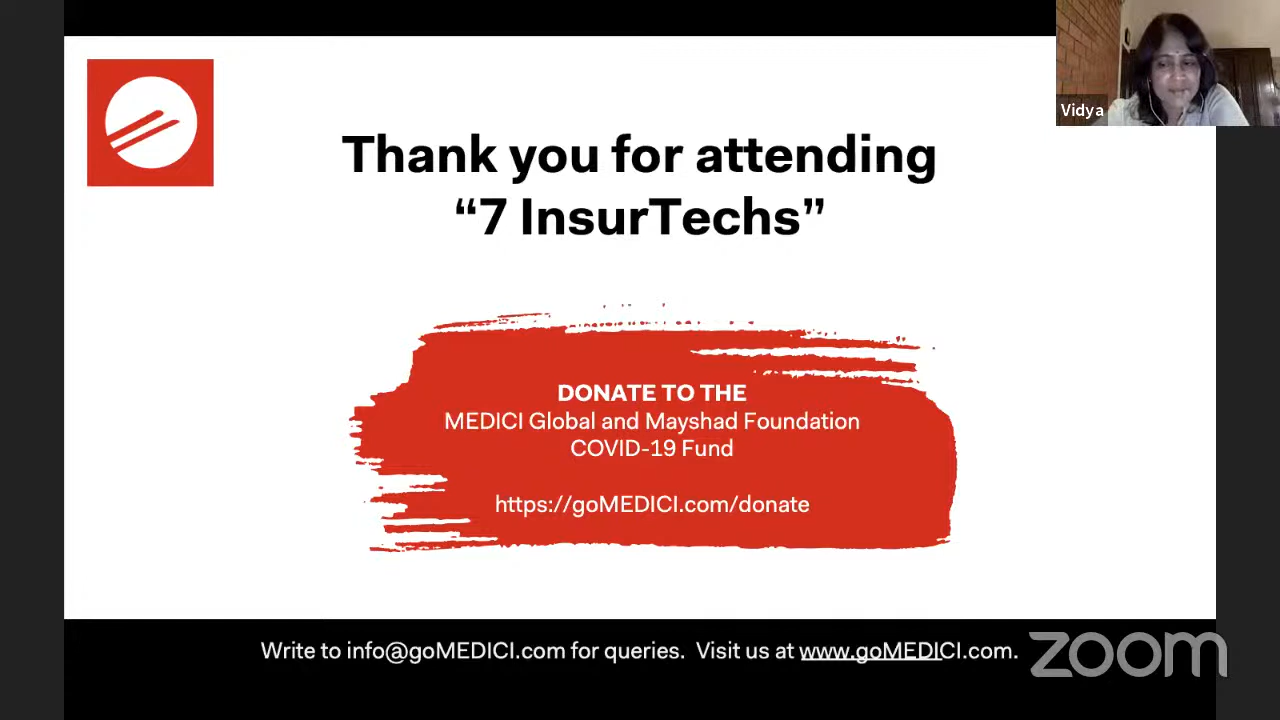 Vidya
Thank you for attending
“7 InsurTechs”
DONATE TO THE
MEDICI Global and Mayshad Foundation
COVID-19 Fund
https://goMEDICI.com/donate
Write to info@goMEDICI.com for queries. Visit us at www.goMEDICI.com.
zoom